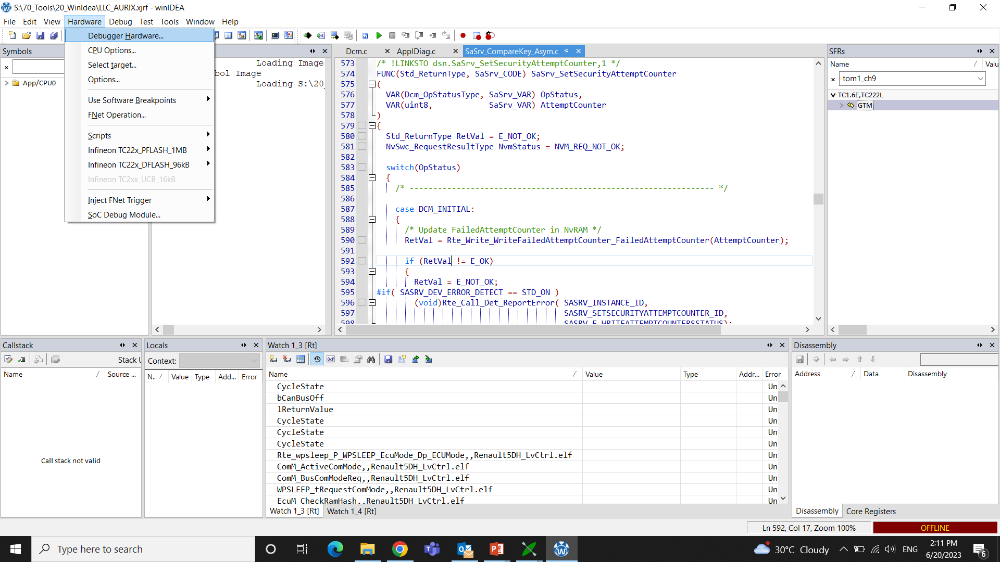 S:\70_Tools\20_WinIdea\LLC_AURIX.xjrf - winIDEA
File Edit View Hardware Debug Test Tools Window Help
Debugger Hardware...
CPU Options...
Select target...
Options...
Use Software Breakpoints
FNet Operation...
Scripts
Infineon TC22x_PFLASH_1MB
Infineon TC22x_DFLASH_96kB
Infineon TC2xx_UCB_16kB
Inject FNet Trigger
SoC Debug Module...
Symbols
App/CPU0
Loading Image
bol Image
Loading S:\20_
Dcm.c ApplDiag.c SaSrv_CompareKey_Asym.c
573 /* !LINKSTO dsn.SaSrv_SetSecurityAttemptCounter,1 */
574 FUNC(Std_ReturnType, SaSrv_CODE) SaSrv_SetSecurityAttemptCounter
575 (
576 VAR(Dcm_OpStatusType, SaSrv_VAR) OpStatus,
577 VAR(uint8, SaSrv_VAR) AttemptCounter
578 )
579 {
580 Std_ReturnType RetVal = E_NOT_OK;
581 NvSwc_RequestResultType NvmStatus = NVM_REQ_NOT_OK;
582
583 switch(OpStatus)
584 {
585 /* ----------------------------------------------------------------- */
586
587 case DCM_INITIAL:
588 {
589 /* Update FailedAttemptCounter in NvRAM */
590 RetVal = Rte_Write_WriteFailedAttemptCounter_FailedAttemptCounter(AttemptCounter);
591
592 if (RetVal != E_OK)
593 {
594 RetVal = E_NOT_OK;
595 #if( SASRV_DEV_ERROR_DETECT == STD_ON )
596 (void)Rte_Call_Det_ReportError( SASRV_INSTANCE_ID,
597 SASRV_SETSECURITYATTEMPTCOUNTER_ID,
598 SASRV_E_WRITEATTEMPTCOUNTERSSTATUS);
SFRs
Name / Valu
tom1_ch9
TC1.6E,TC222L
GTM
Callstack
Stack U
Name / Source ...
Call stack not valid
Locals
Context:
N.. / Value Type Add... Error
Watch 1_3 [Rt]
Name / Value Type Addr... Error
CycleState Un
bCanBusOff Un
lReturnValue Un
CycleState Un
CycleState Un
CycleState Un
Rte_wpsleep_P_WPSLEEP_EcuMode_Dp_ECUMode,,Renault5DH_LvCtrl.elf Un
ComM_ActiveComMode,,Renault5DH_LvCtrl.elf Un
ComM_BusComModeReq,,Renault5DH_LvCtrl.elf Un
WPSLEEP_tRequestComMode,,Renault5DH_LvCtrl.elf Un
EcuM_CheckRamHash,,Renault5DH_LvCtrl.elf Un
Watch 1_3 [Rt] Watch 1_4 [Rt]
Disassembly
Address / Data Disassembly
Disassembly Core Registers
Ln 592, Col 17, Zoom 100% OFFLINE
Type here to search
30°C Cloudy ENG
2:11 PM
6/20/2023
6